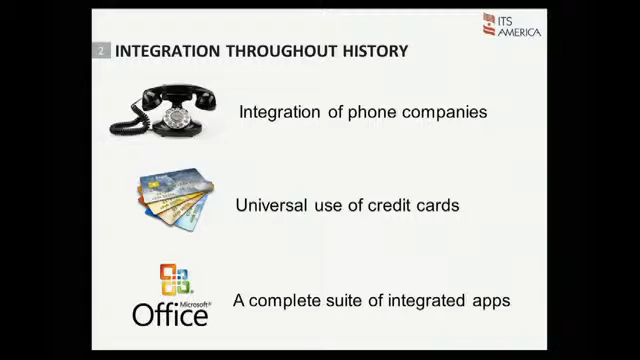 ITS
AMERICA
2
INTEGRATION THROUGHOUT HISTORY
Integration of phone companies
Universal use of credit cards
Microsoft®
Office
A complete suite of integrated apps